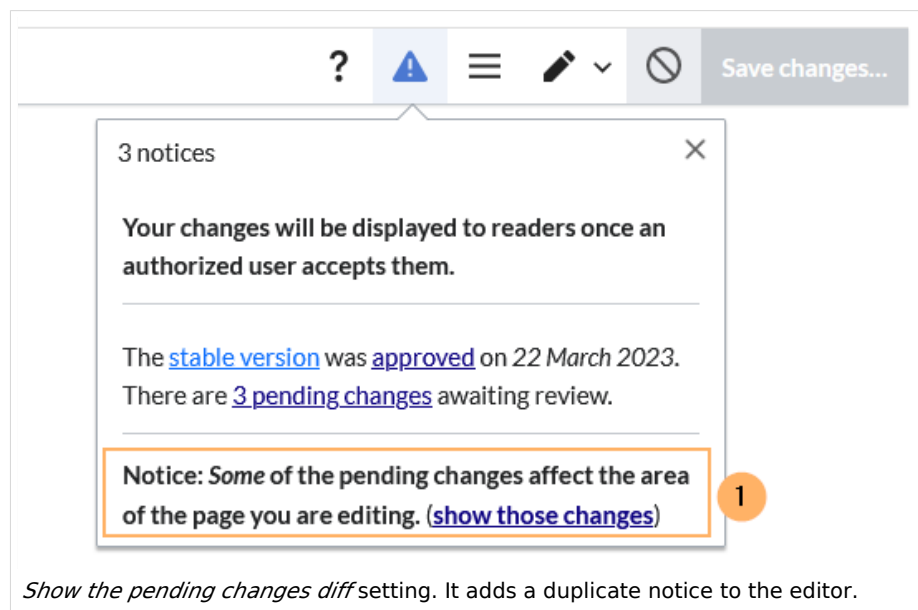 ? Save changes...
3 notices
Your changes will be displayed to readers once an
authorized user accepts them.
The stable version was approved on 22 March 2023.
There are 3 pending changes awaiting review.
Notice: Some of the pending changes affect the area
of the page you are editing. (show those changes)
1
Show the pending changes diff setting. It adds a duplicate notice to the editor.